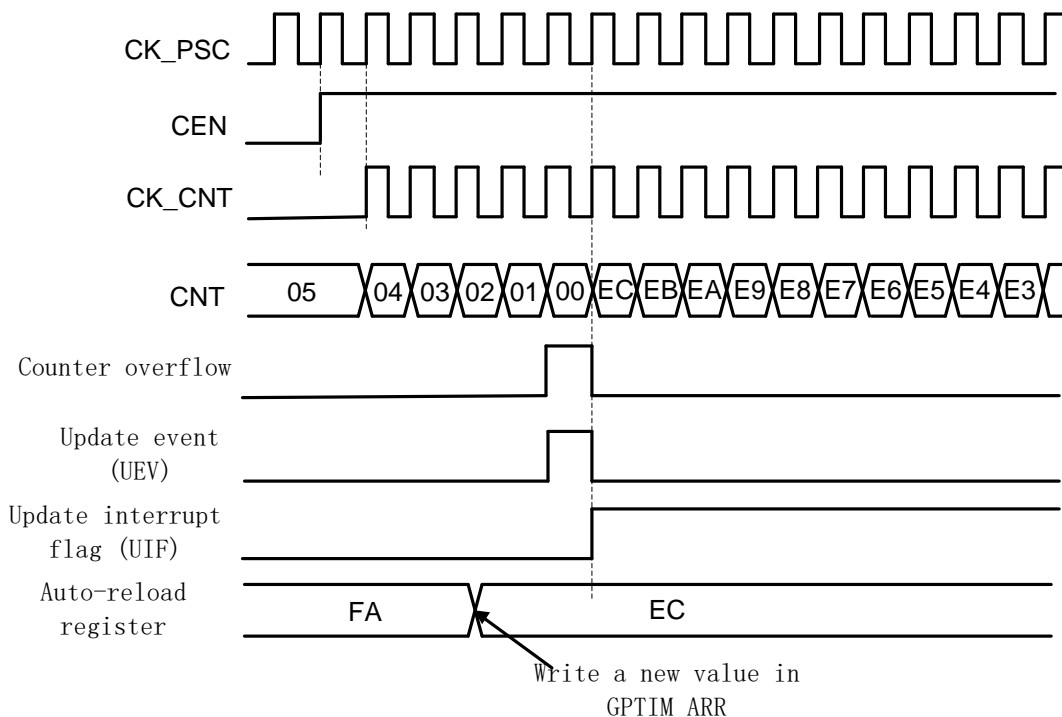 CK_PSC
CEN
CK_CNT
CNT
05 04 03 02 01 00 EC EB EA E9 E8 E7 E6 E5 E4 E3
Counter overflow
Update event
(UEV)
Update interrupt
flag (UIF)
Auto-reload
register
FA EC
Write a new value in
GPTIM ARR